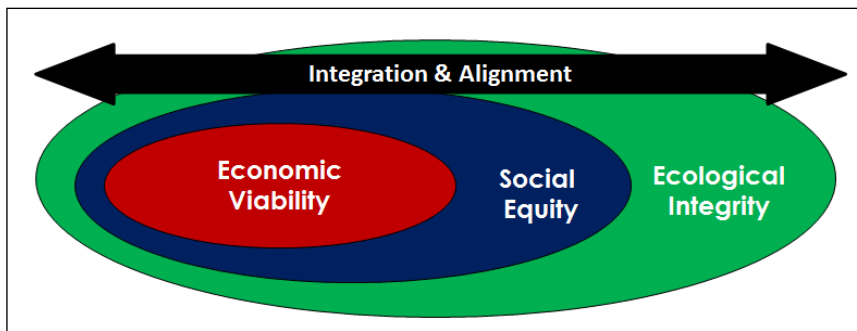 Integration & Alignment
Economic
Viability
Social
Equity
Ecological
Integrity